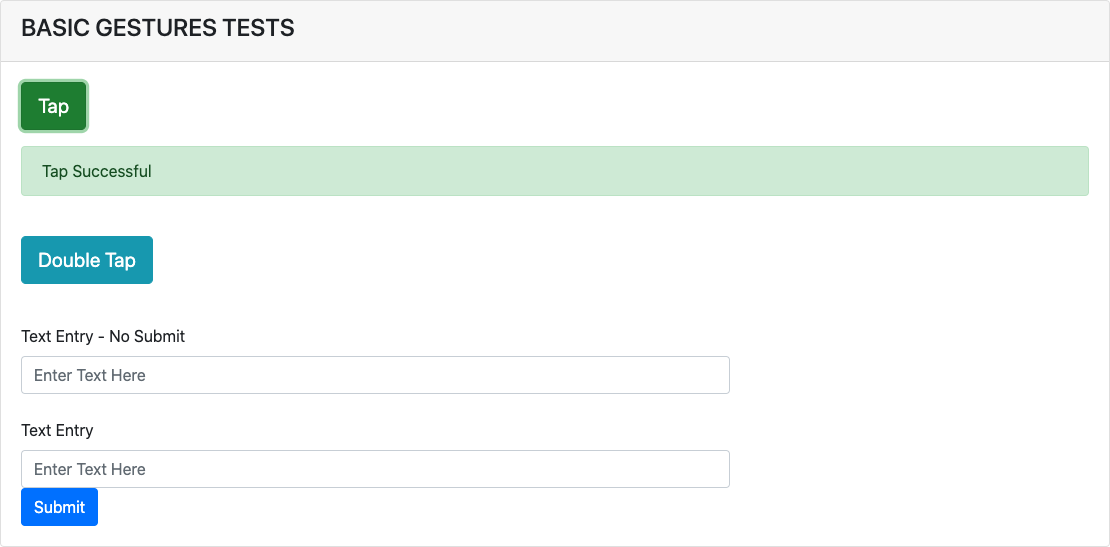 BASIC GESTURES TESTS
Tap
Tap Successful
Double Tap
Text Entry - No Submit
Enter Text Here
Text Entry
Enter Text Here
Submit